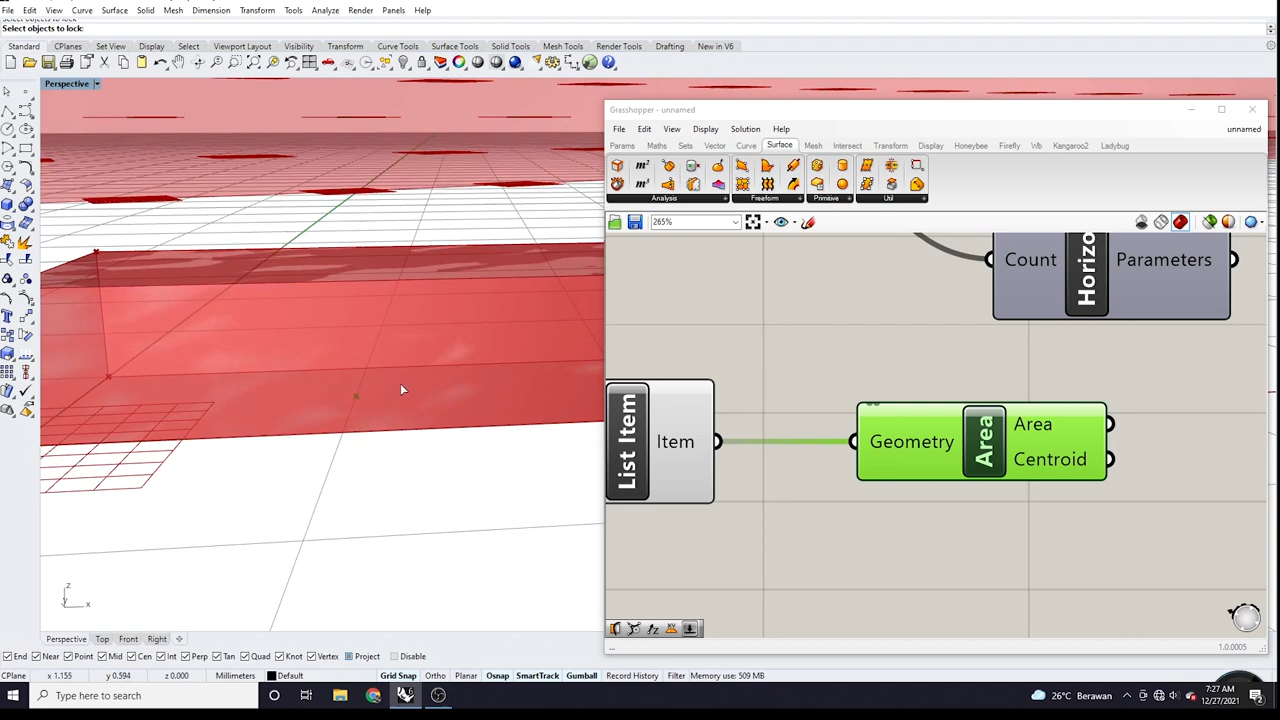 File Edit View Curve Surface Solid Mesh Dimension Transform Tools Analyze Render Panels Help
Select objects to lock:
Standard CPlanes Set View Display Select Viewport Layout Visibility Transform Curve Tools Surface Tools Solid Tools Mesh Tools Render Tools Drafting New in V6
Perspective
Grasshopper - unnamed
File Edit View Display Solution Help unnamed
Params Maths Sets Vector Curve Surface Mesh Intersect Transform Display Honeybee Firefly Wb Kangaroo2 Ladybug
m²
m³
Analysis Freeform Primitive Util
265%
Count Horizo Parameters
List Item Item
Geometry Area Area
Centroid
z
y x
Perspective Top Front Right
End Near Point Mid Cen Int Perp Tan Quad Knot Vertex Project Disable
... 1.0.0005
CPlane x 1.155 y 0.594 z 0.000 Millimeters Default Grid Snap Ortho Planar Osnap SmartTrack Gumball Record History Filter Memory use: 509 MB
Type here to search
26°C Berawan
7:27 AM
12/27/2021